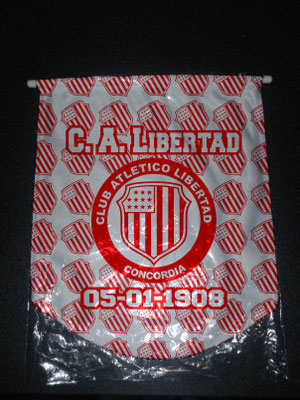 C. A. LIBERTAD
CLUB ATLETICO LIBERTAD
CONCORDIA
05-01-1908